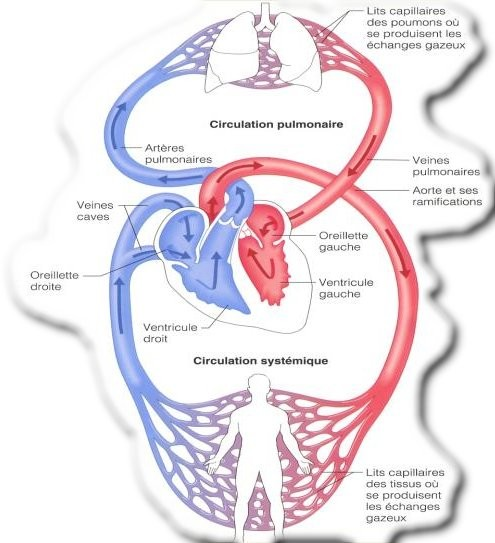 Lits capillaires
des poumons où
se produisent les
échanges gazeux
Circulation pulmonaire
Artères
pulmonaires
Veines
pulmonaires
Aorte et ses
ramifications
Veines
caves
Oreillette
gauche
Oreillette
droite
Ventricule
gauche
Ventricule
droit
Circulation systémique
Lits capillaires
des tissus où
se produisent
les échanges
gazeux